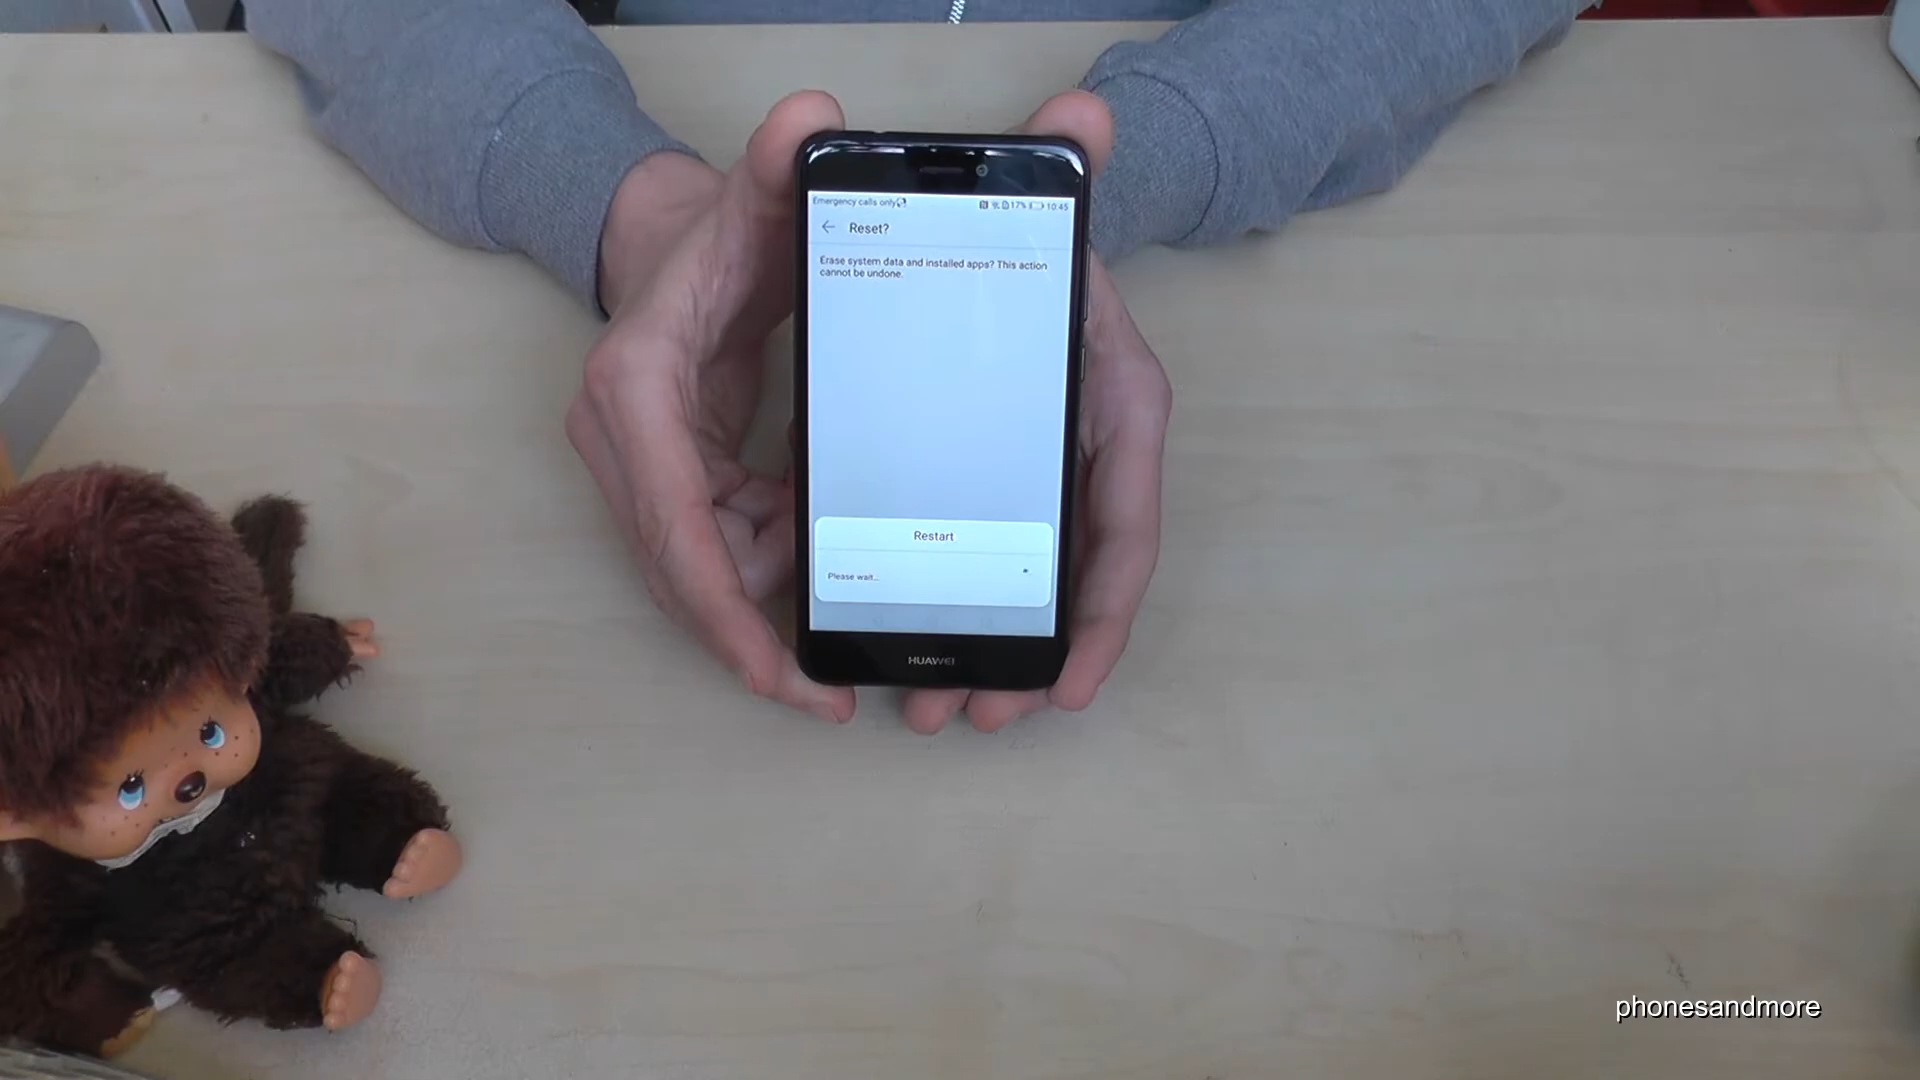 Emergency calls only
17% 10:45
Reset?
Erase system data and installed apps? This action
cannot be undone.
Restart
Please wait...
HUAWEI
phonesandmore